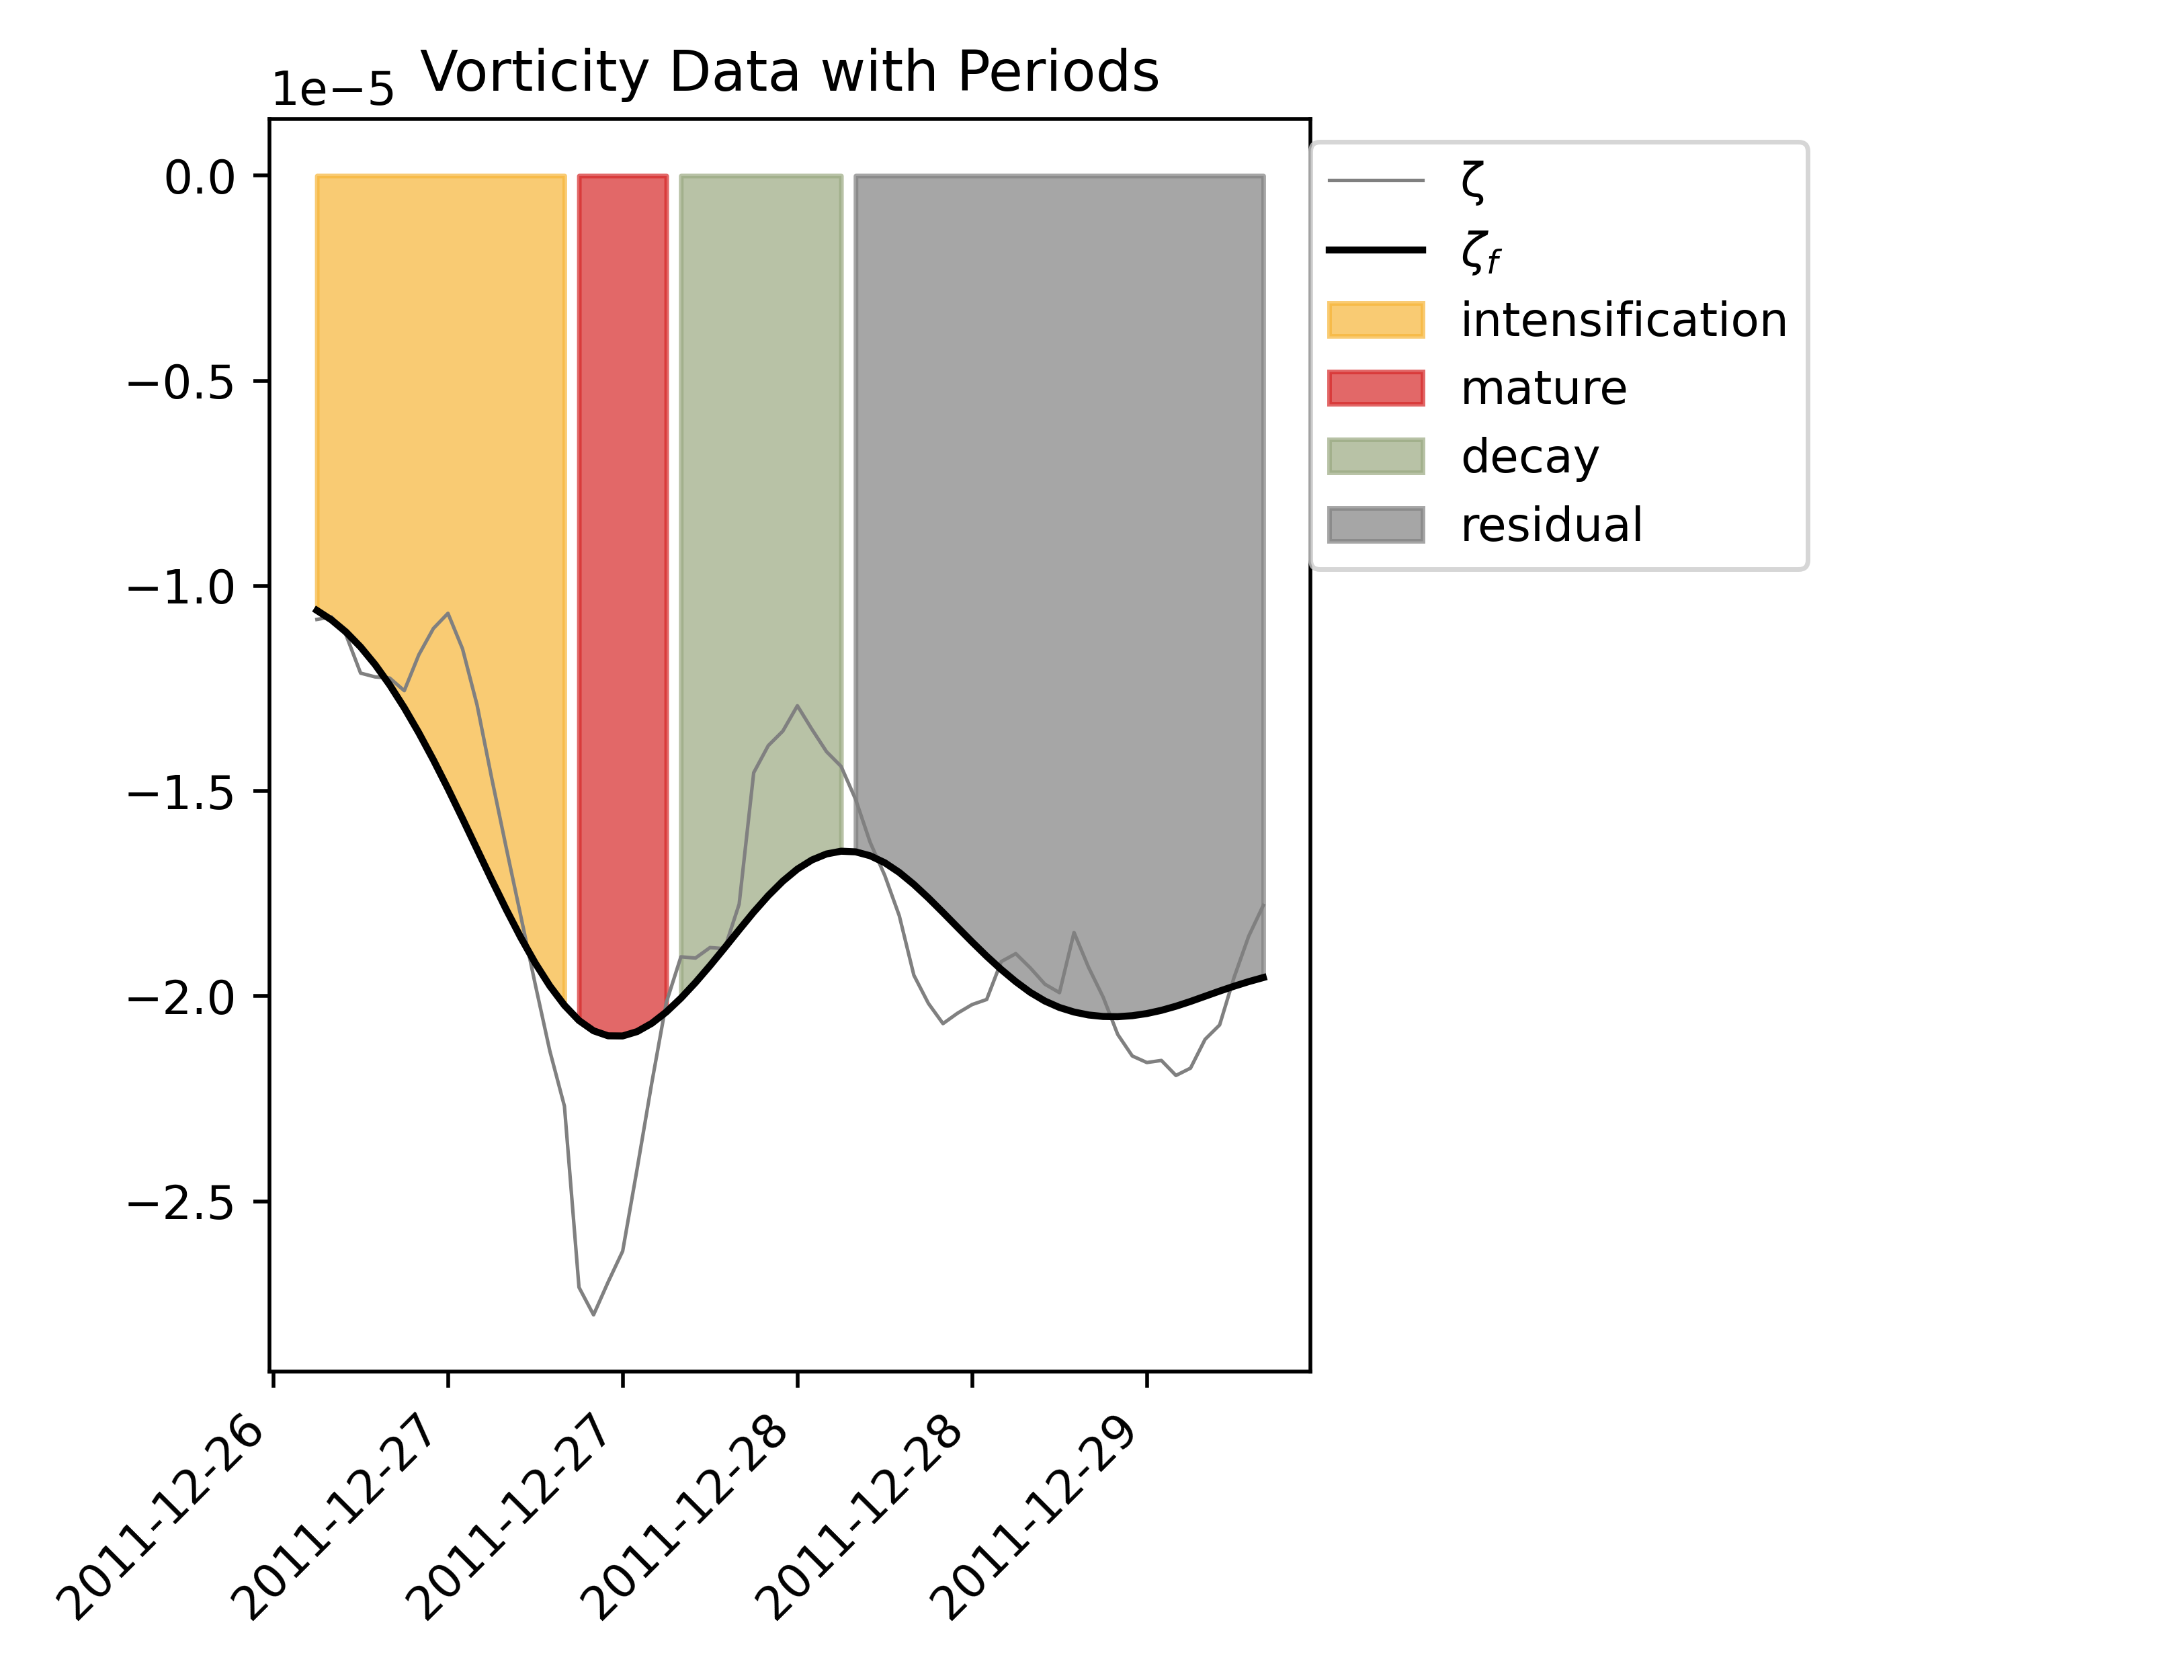 Vorticity Data with Periods
1e−5
0.0
−0.5
−1.0
−1.5
−2.0
−2.5
2011-12-26
2011-12-27
2011-12-27
2011-12-28
2011-12-28
2011-12-29
ζ
ζf
intensification
mature
decay
residual